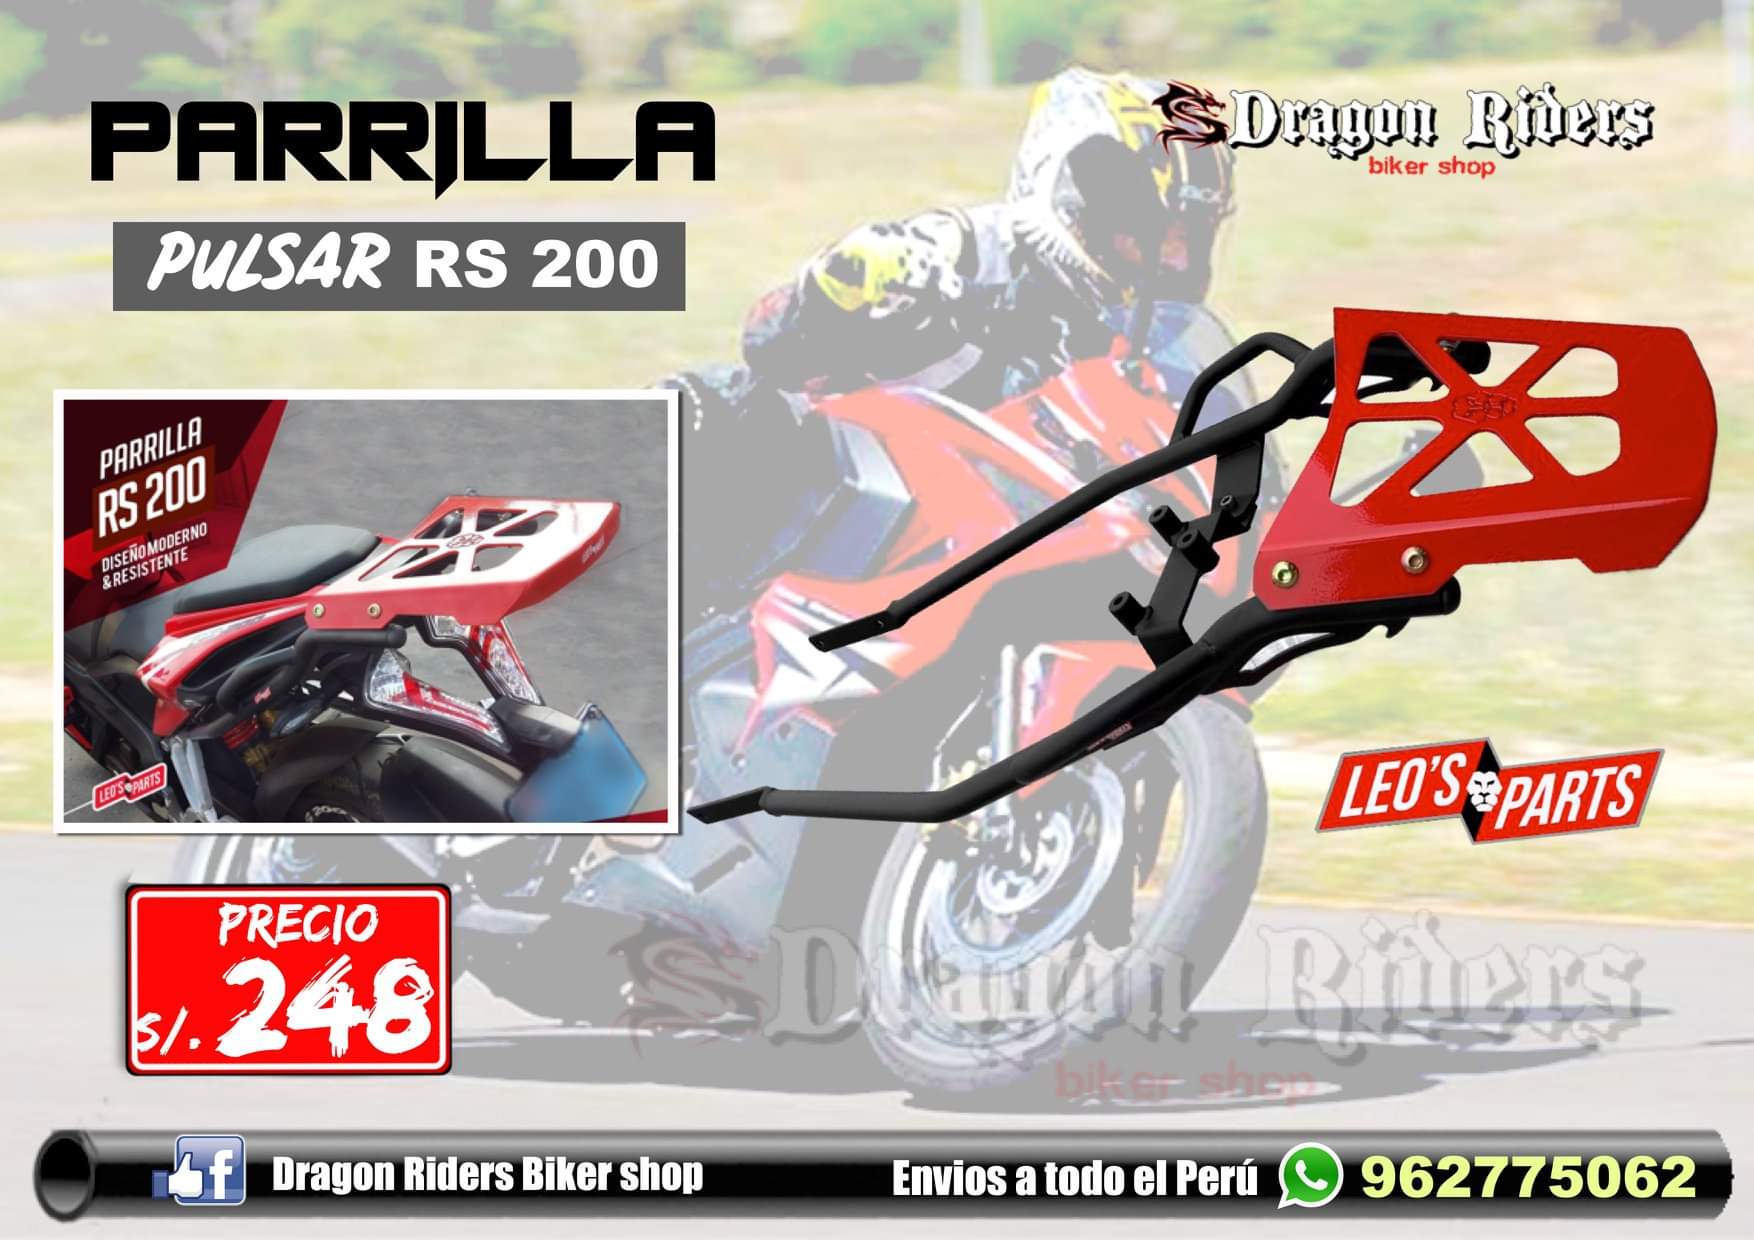 PARRILLA
PULSAR RS 200
Dragon Riders
biker shop
PARRILLA
RS 200
DISEÑO MODERNO
& RESISTENTE
LEO'S PARTS
LEO'S PARTS
PRECIO
S/. 248
Dragon Riders
biker shop
f Dragon Riders Biker shop
Envios a todo el Perú 962775062